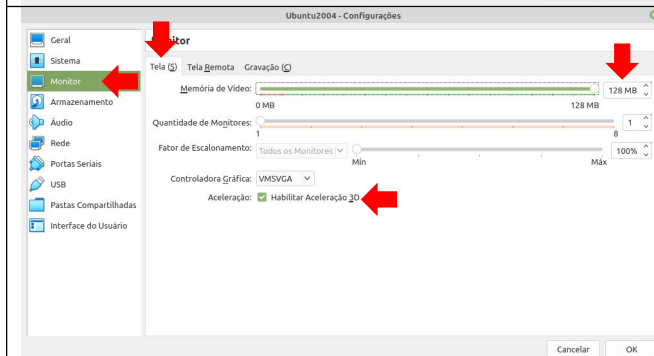 Ubuntu2004 - Configurações
Geral
Sistema
Monitor
Armazenamento
Áudio
Rede
Portas Seriais
USB
Pastas Compartilhadas
Interface do Usuário
Tela (S) Tela Remota Gravação (C)
Memória de Vídeo: 128 MB
0 MB 128 MB
Quantidade de Monitores: 1
1 8
Fator de Escalonamento: Todos os Monitores 100%
Mín Máx
Controladora Gráfica: VMSVGA
Aceleração: Habilitar Aceleração 3D
Cancelar OK